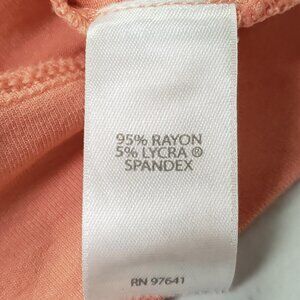 95% RAYON
5% LYCRA ®
SPANDEX
RN 97641